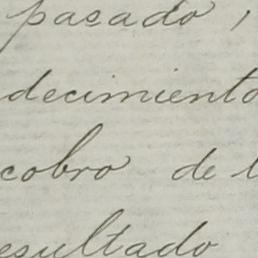 pasado,
decimiento
cobro de l
esultado